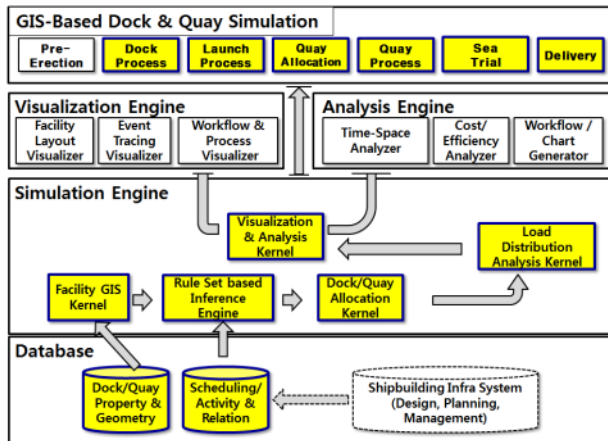 GIS-Based Dock & Quay Simulation
Pre-
Erection
Dock
Process
Launch
Process
Quay
Allocation
Quay
Process
Sea
Trial
Delivery
Visualization Engine
Facility
Layout
Visualizer
Event
Tracing
Visualizer
Workflow &
Process
Visualizer
Analysis Engine
Time-Space
Analyzer
Cost/
Efficiency
Analyzer
Workflow /
Chart
Generator
Simulation Engine
Visualization
& Analysis
Kernel
Load
Distribution
Analysis Kernel
Facility GIS
Kernel
Rule Set based
Inference
Engine
Dock/Quay
Allocation
Kernel
Database
Dock/Quay
Property &
Geometry
Scheduling/
Activity &
Relation
Shipbuilding Infra System
(Design, Planning,
Management)